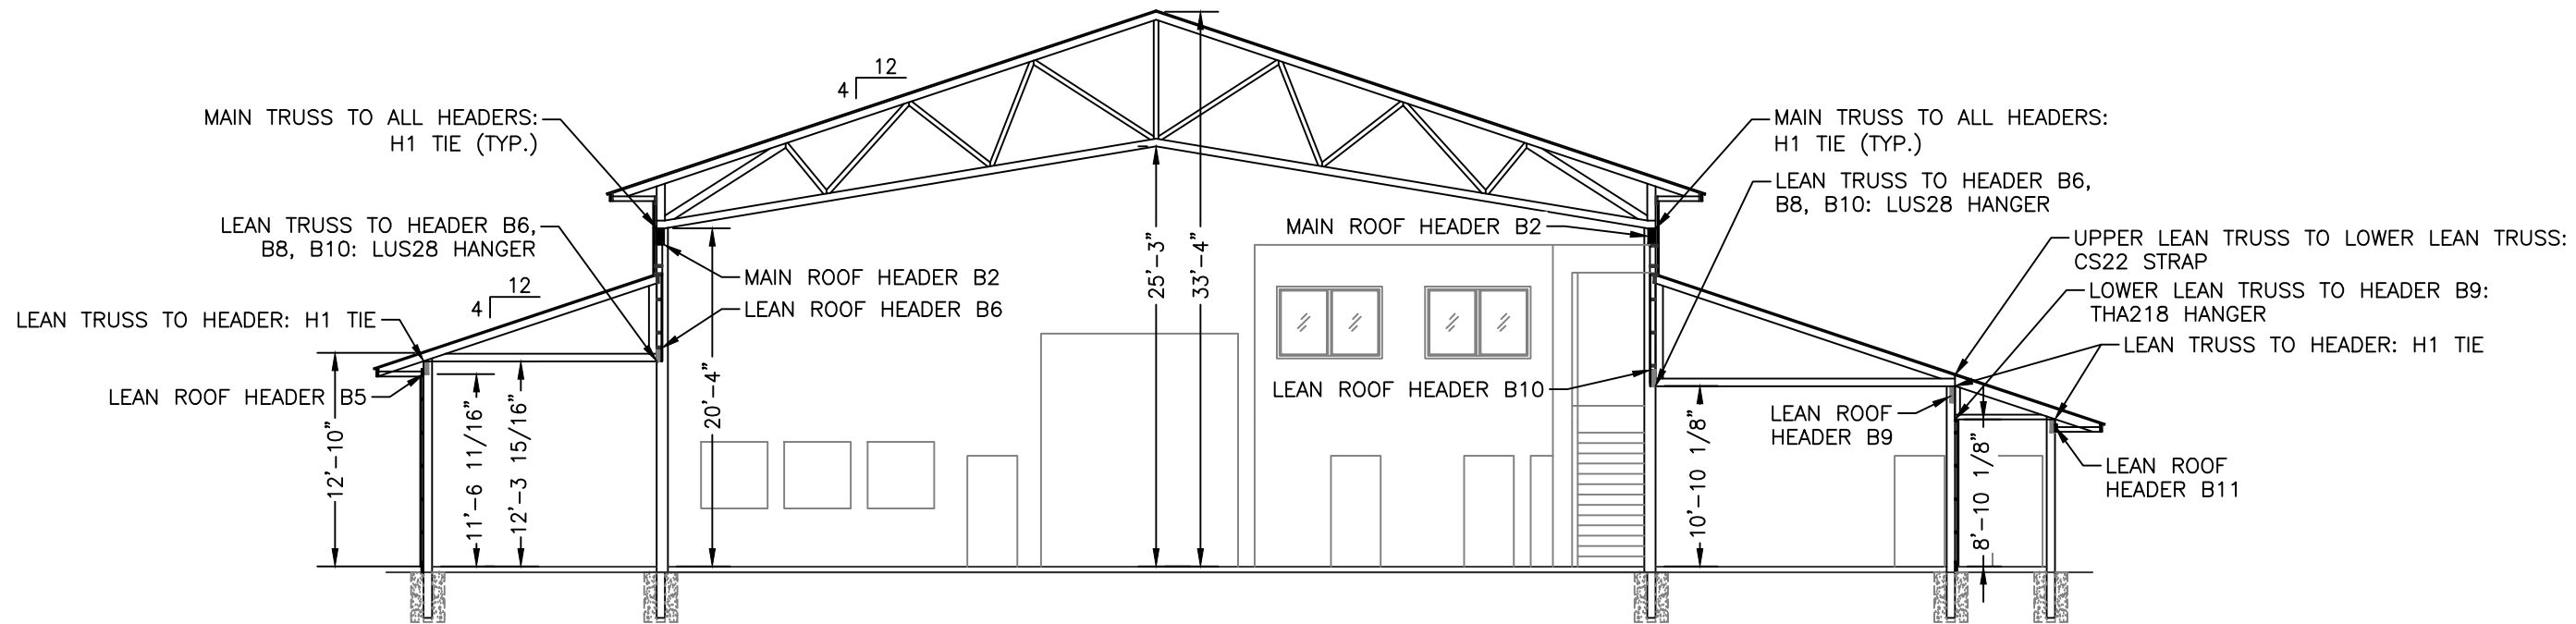 12
4
MAIN TRUSS TO ALL HEADERS:
H1 TIE (TYP.)
LEAN TRUSS TO HEADER B6,
B8, B10: LUS28 HANGER
12
4
LEAN TRUSS TO HEADER: H1 TIE
LEAN ROOF HEADER B5
MAIN ROOF HEADER B2
LEAN ROOF HEADER B6
12'-10"
11'-6 11/16"
12'-3 15/16"
20'-4"
25'-3"
33'-4"
MAIN TRUSS TO ALL HEADERS:
H1 TIE (TYP.)
LEAN TRUSS TO HEADER B6,
B8, B10: LUS28 HANGER
MAIN ROOF HEADER B2
UPPER LEAN TRUSS TO LOWER LEAN TRUSS:
CS22 STRAP
LOWER LEAN TRUSS TO HEADER B9:
THA218 HANGER
LEAN TRUSS TO HEADER: H1 TIE
LEAN ROOF HEADER B10
LEAN ROOF
HEADER B9
10'-10 1/8"
8'-10 1/8"
LEAN ROOF
HEADER B11